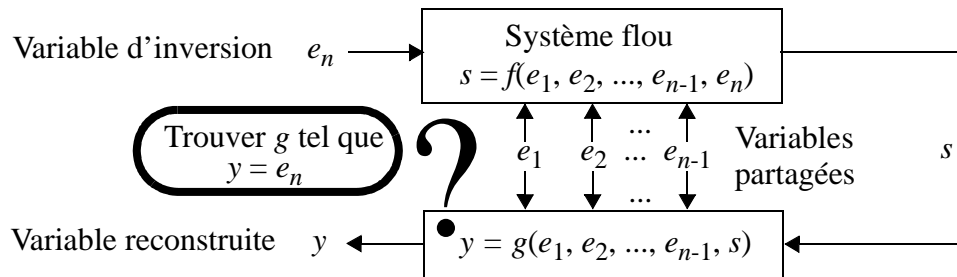 Système flou
Variable d’inversion e_n
s = f(e_1, e_2, ..., e_{n-1}, e_n)
Trouver g tel que
y = e_n
?
...
e_1 e_2 ... e_{n-1}
...
Variables
partagées
s
Variable reconstruite y
y = g(e_1, e_2, ..., e_{n-1}, s)